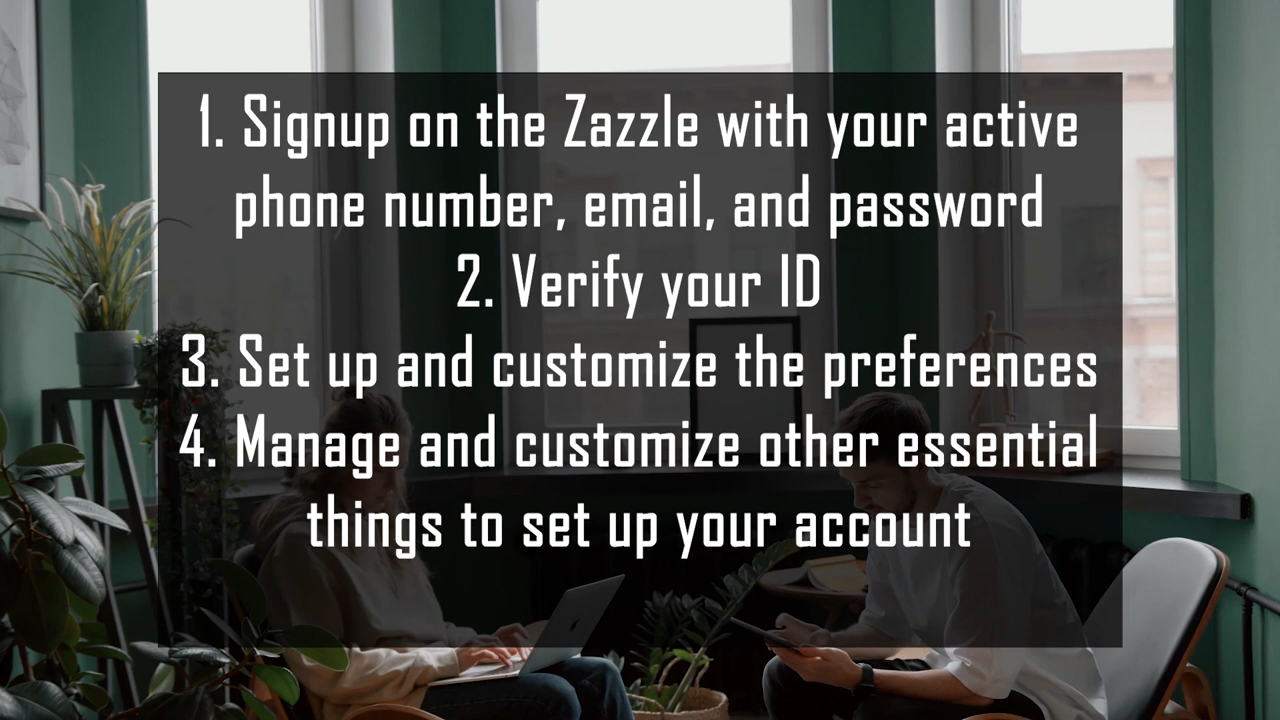 1. Signup on the Zazzle with your active
phone number, email, and password
2. Verify your ID
3. Set up and customize the preferences
4. Manage and customize other essential
things to set up your account